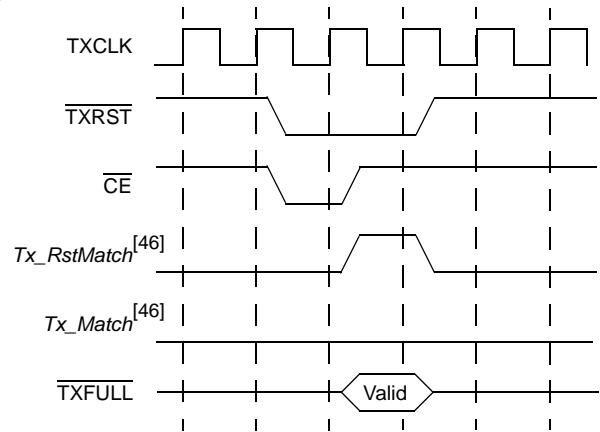 TXCLK
TXRST
CE
Tx_RstMatch[46]
Tx_Match[46]
TXFULL Valid